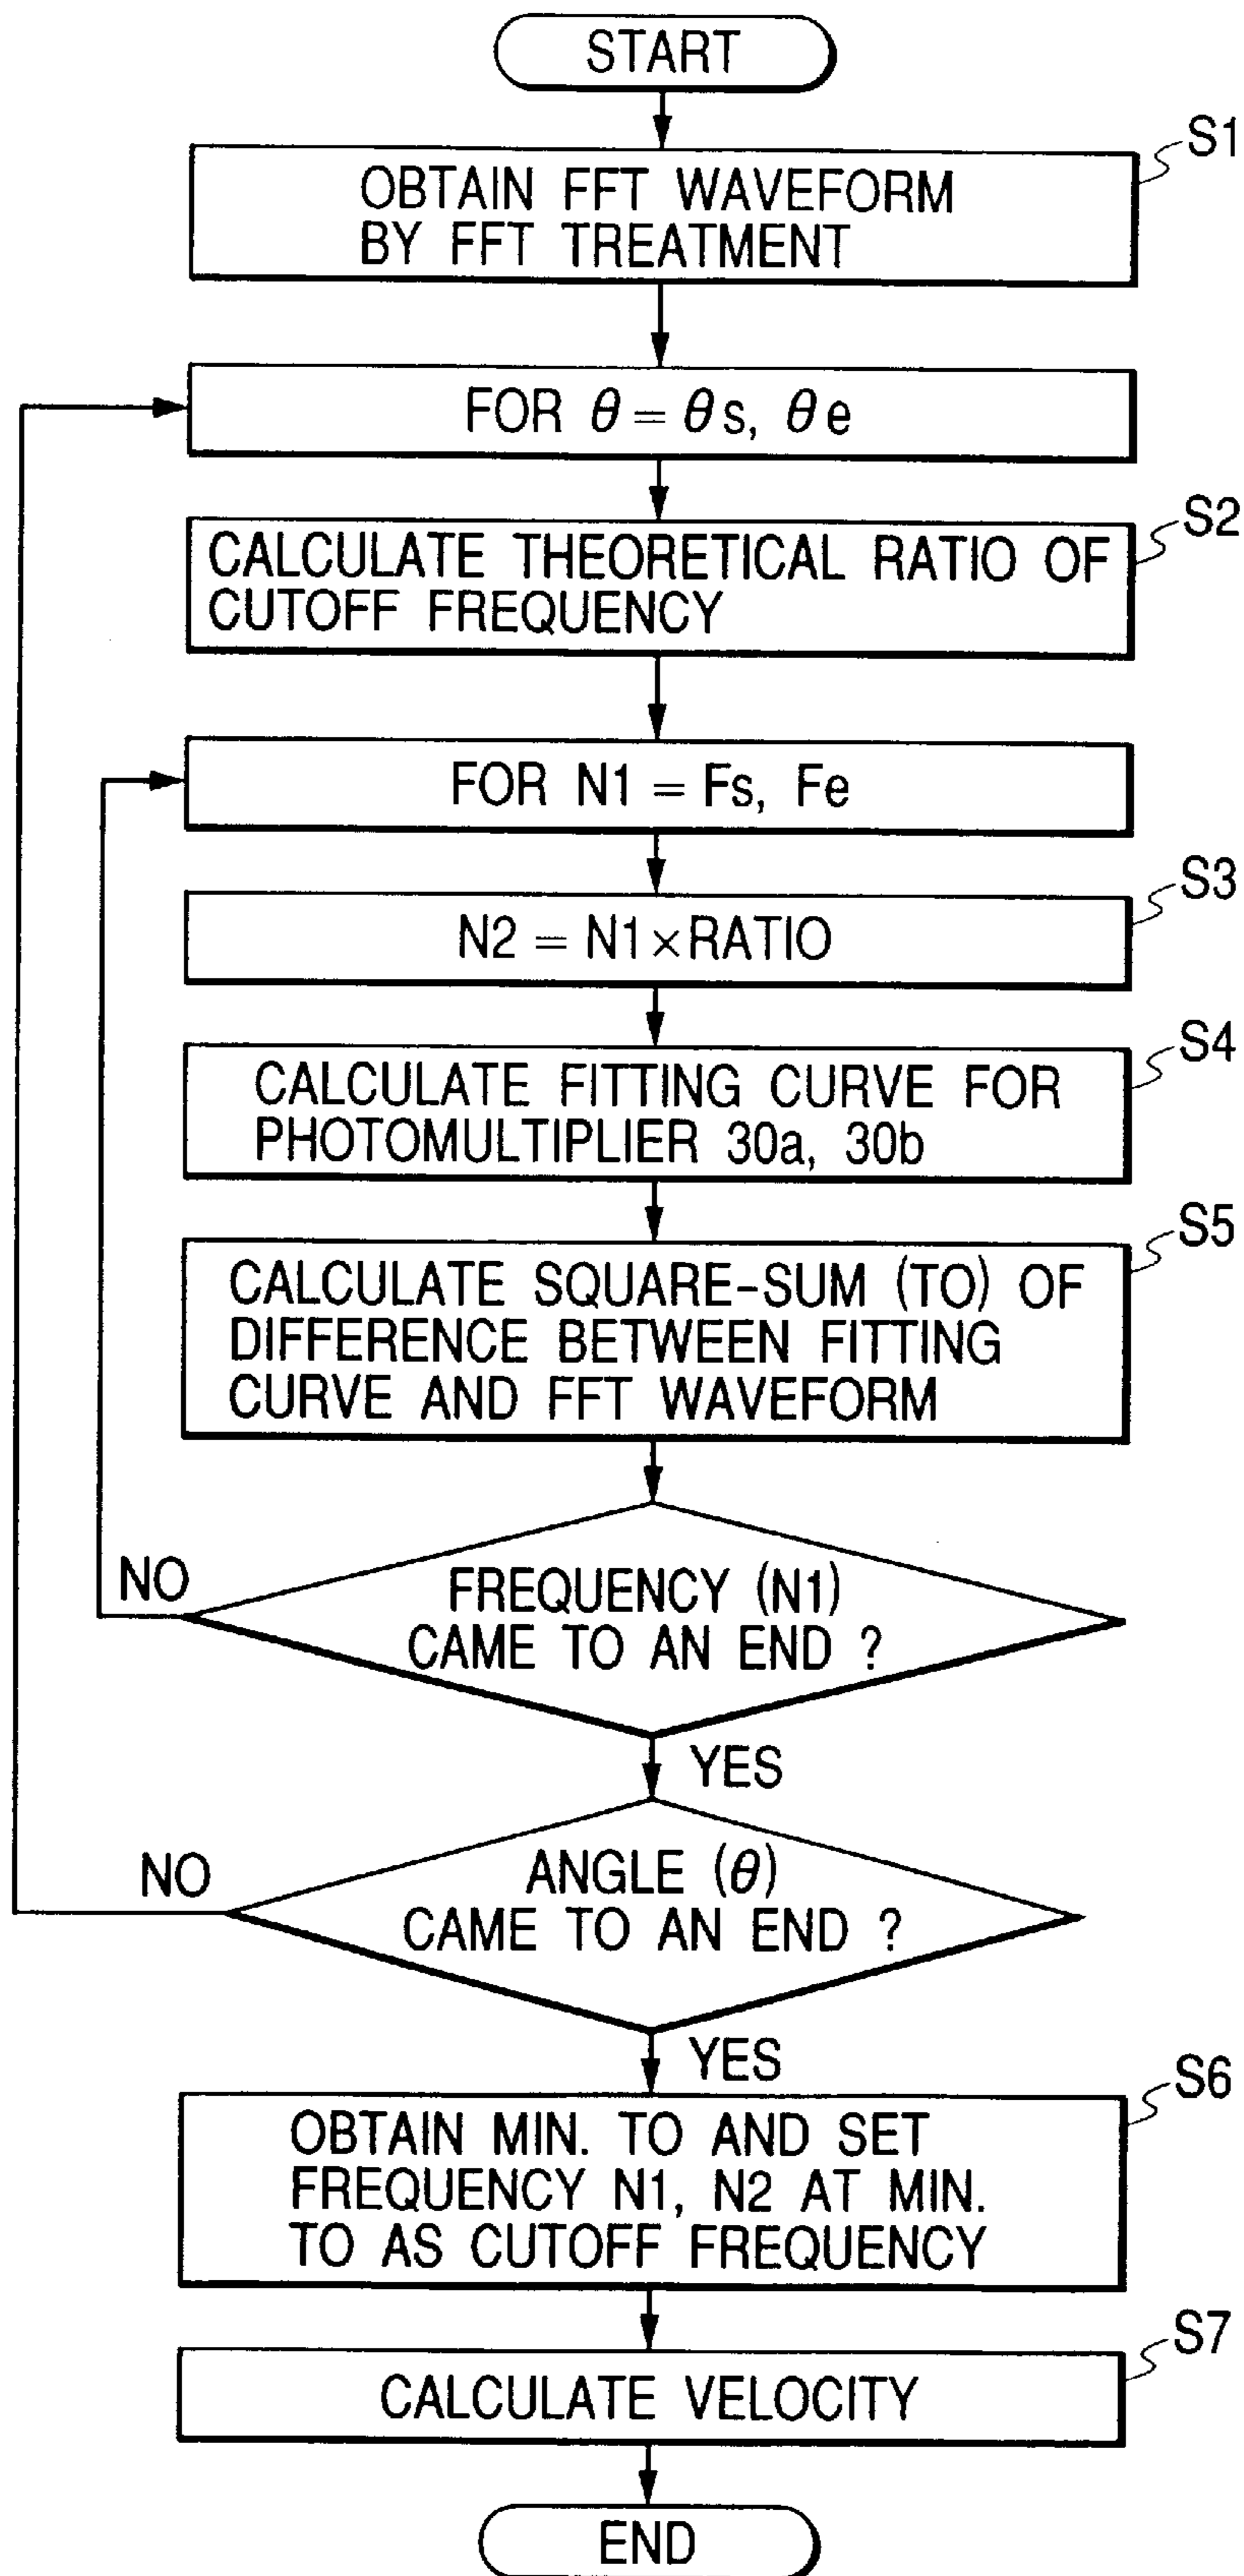 START
S1
OBTAIN FFT WAVEFORM
BY FFT TREATMENT
FOR θ = θs, θe
S2
CALCULATE THEORETICAL RATIO OF
CUTOFF FREQUENCY
FOR N1 = Fs, Fe
S3
N2 = N1×RATIO
S4
CALCULATE FITTING CURVE FOR
PHOTOMULTIPLIER 30a, 30b
S5
CALCULATE SQUARE-SUM (TO) OF
DIFFERENCE BETWEEN FITTING
CURVE AND FFT WAVEFORM
NO
FREQUENCY (N1)
CAME TO AN END ?
YES
NO
ANGLE (θ)
CAME TO AN END ?
YES
S6
OBTAIN MIN. TO AND SET
FREQUENCY N1, N2 AT MIN.
TO AS CUTOFF FREQUENCY
S7
CALCULATE VELOCITY
END